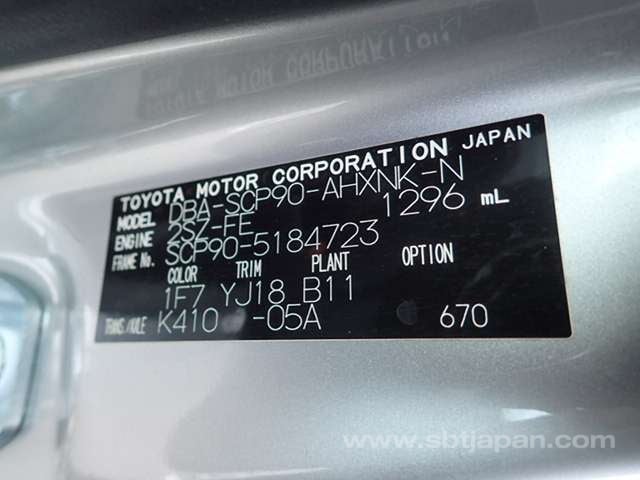 TOYOTA MOTOR CORPORATION JAPAN
MODEL DBA-SCP90-AHXNK-N
ENGINE 2SZ-FE 1296 mL
FRAME No. SCP90-5184723
COLOR TRIM PLANT OPTION
1F7 YJ18 B11
TRANS./AXLE K410 -05A 670
www.sbtjapan.com